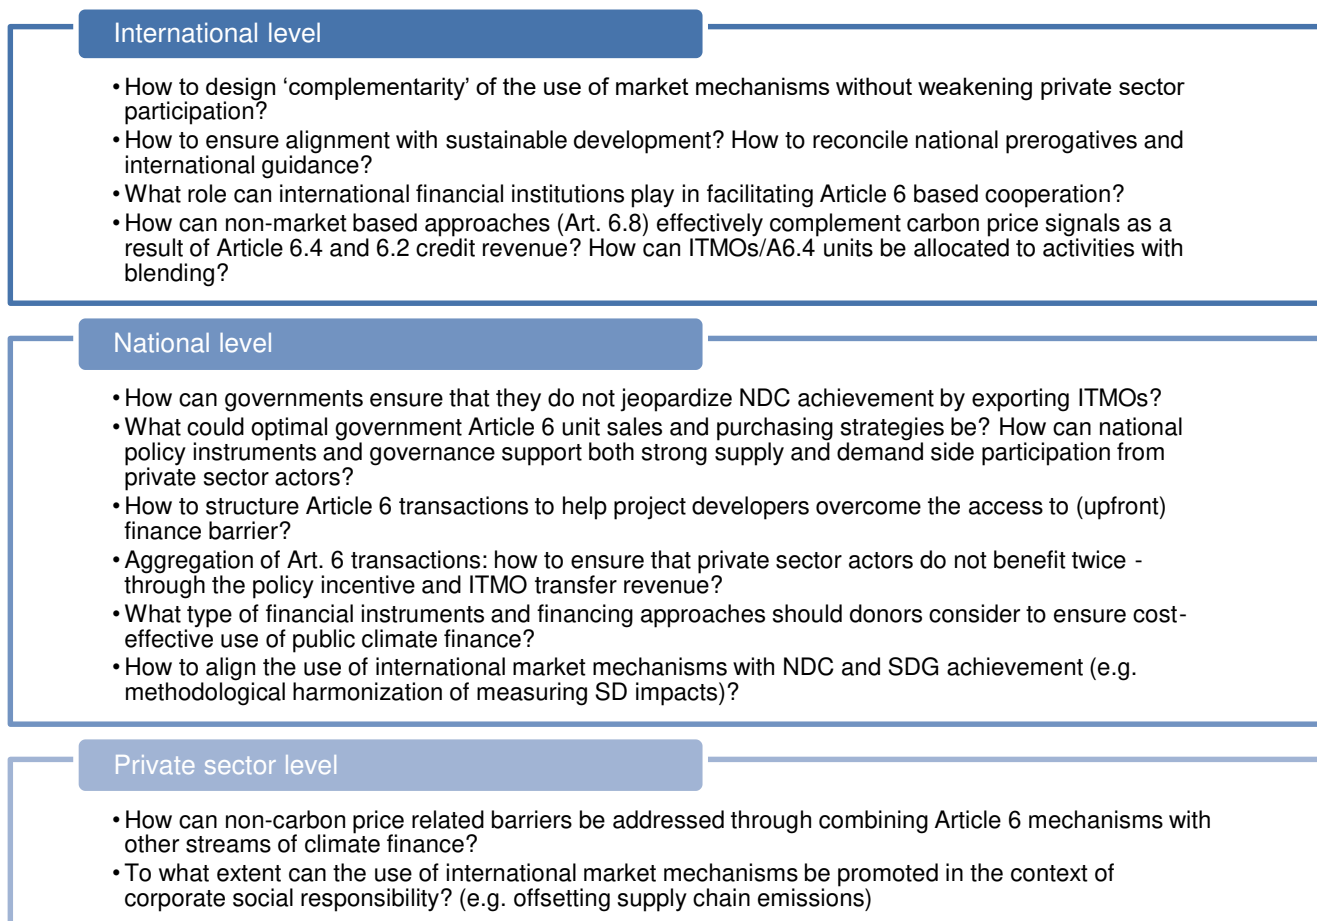 International level
• How to design ‘complementarity’ of the use of market mechanisms without weakening private sector
participation?
• How to ensure alignment with sustainable development? How to reconcile national prerogatives and
international guidance?
• What role can international financial institutions play in facilitating Article 6 based cooperation?
• How can non-market based approaches (Art. 6.8) effectively complement carbon price signals as a
result of Article 6.4 and 6.2 credit revenue? How can ITMOs/A6.4 units be allocated to activities with
blending?
National level
• How can governments ensure that they do not jeopardize NDC achievement by exporting ITMOs?
• What could optimal government Article 6 unit sales and purchasing strategies be? How can national
policy instruments and governance support both strong supply and demand side participation from
private sector actors?
• How to structure Article 6 transactions to help project developers overcome the access to (upfront)
finance barrier?
• Aggregation of Art. 6 transactions: how to ensure that private sector actors do not benefit twice -
through the policy incentive and ITMO transfer revenue?
• What type of financial instruments and financing approaches should donors consider to ensure cost-
effective use of public climate finance?
• How to align the use of international market mechanisms with NDC and SDG achievement (e.g.
methodological harmonization of measuring SD impacts)?
Private sector level
• How can non-carbon price related barriers be addressed through combining Article 6 mechanisms with
other streams of climate finance?
• To what extent can the use of international market mechanisms be promoted in the context of
corporate social responsibility? (e.g. offsetting supply chain emissions)